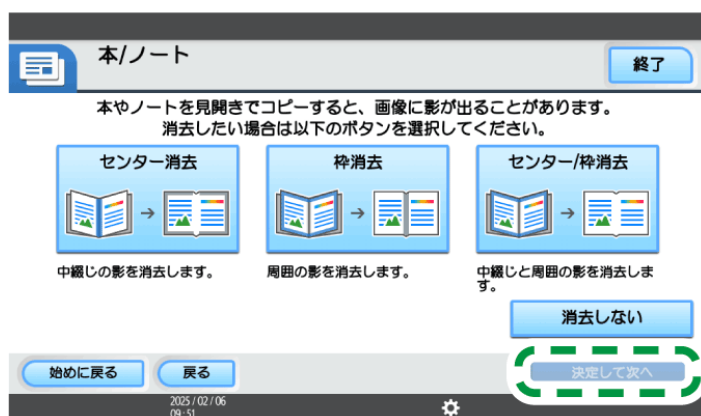 本/ノート
終了
本やノートを見開きでコピーすると、画像に影が出ることがあります。
消去したい場合は以下のボタンを選択してください。
センター消去
枠消去
センター/枠消去
中綴じの影を消去します。
周囲の影を消去します。
中綴じと周囲の影を消去しま
す。
消去しない
始めに戻る
戻る
決定して次へ
2025/02/06
09:51